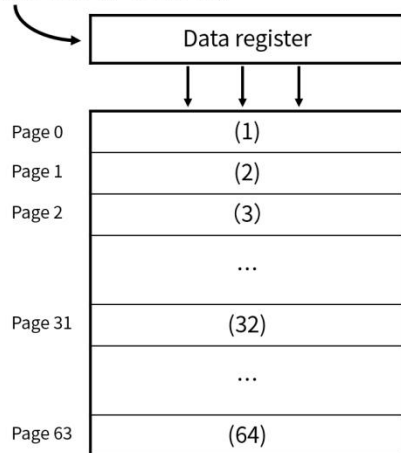 Data register
Page 0 (1)
Page 1 (2)
Page 2 (3)
...
Page 31 (32)
...
Page 63 (64)